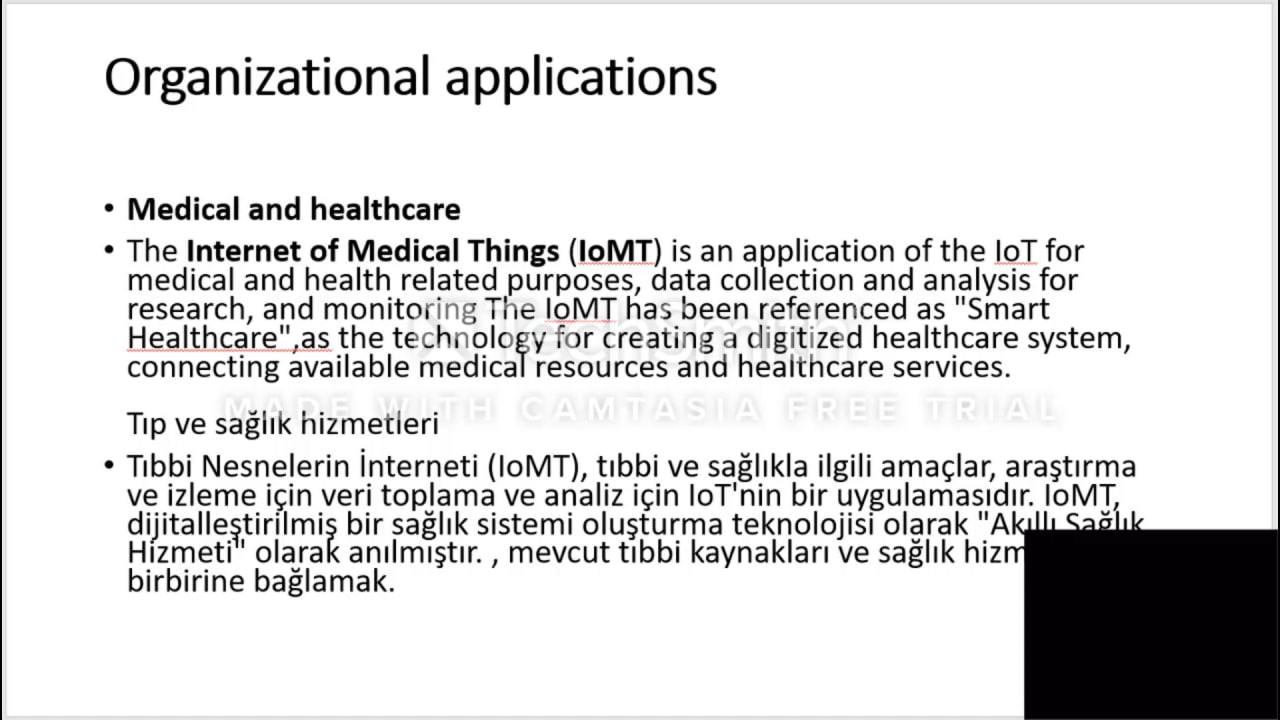 Organizational applications
• Medical and healthcare
• The Internet of Medical Things (IoMT) is an application of the IoT for
medical and health related purposes, data collection and analysis for
research, and monitoring The IoMT has been referenced as "Smart
Healthcare",as the technology for creating a digitized healthcare system,
connecting available medical resources and healthcare services.
TechSmith
MADE WITH CAMTASIA FREE TRIAL
Tıp ve sağlık hizmetleri
• Tıbbi Nesnelerin İnterneti (IoMT), tıbbi ve sağlıkla ilgili amaçlar, araştırma
ve izleme için veri toplama ve analiz için IoT'nin bir uygulamasıdır. IoMT,
dijitalleştirilmiş bir sağlık sistemi oluşturma teknolojisi olarak "Akıllı Sağlık
Hizmeti" olarak anılmıştır. , mevcut tıbbi kaynakları ve sağlık
birbirine bağlamak.